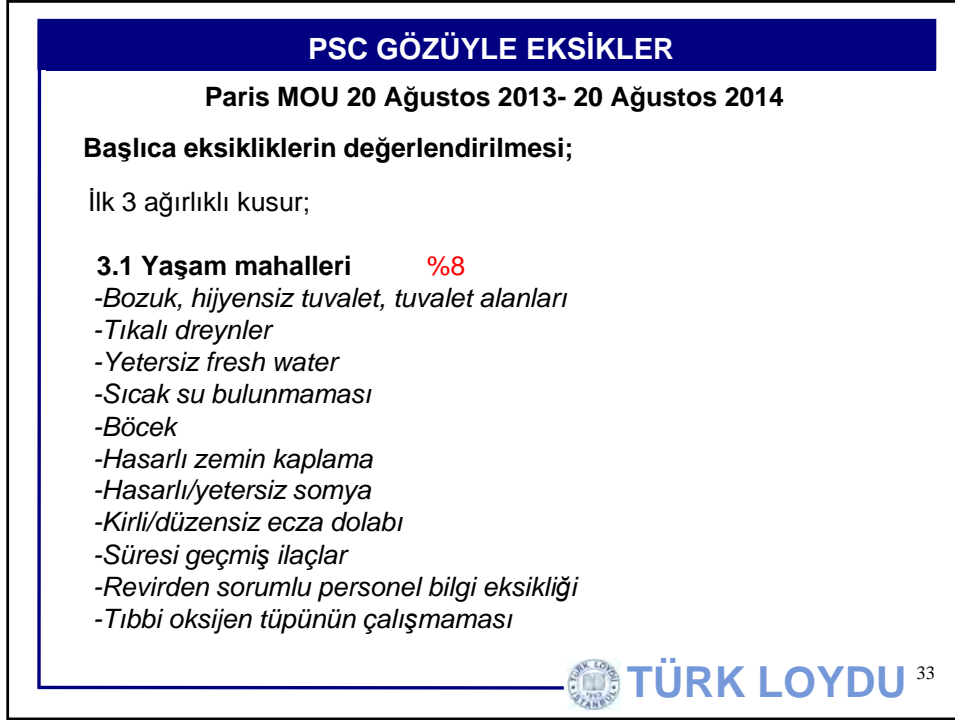 PSC GÖZÜYLE EKSİKLER
Paris MOU 20 Ağustos 2013- 20 Ağustos 2014
Başlıca eksikliklerin değerlendirilmesi;
İlk 3 ağırlıklı kusur;
3.1 Yaşam mahalleri %8
-Bozuk, hijyensiz tuvalet, tuvalet alanları
-Tıkalı dreynler
-Yetersiz fresh water
-Sıcak su bulunmaması
-Böcek
-Hasarlı zemin kaplama
-Hasarlı/yetersiz somya
-Kirli/düzensiz ecza dolabı
-Süresi geçmiş ilaçlar
-Revirden sorumlu personel bilgi eksikliği
-Tıbbi oksijen tüpünün çalışmaması
TÜRK LOYDU
İSTANBUL
TÜRK LOYDU 33